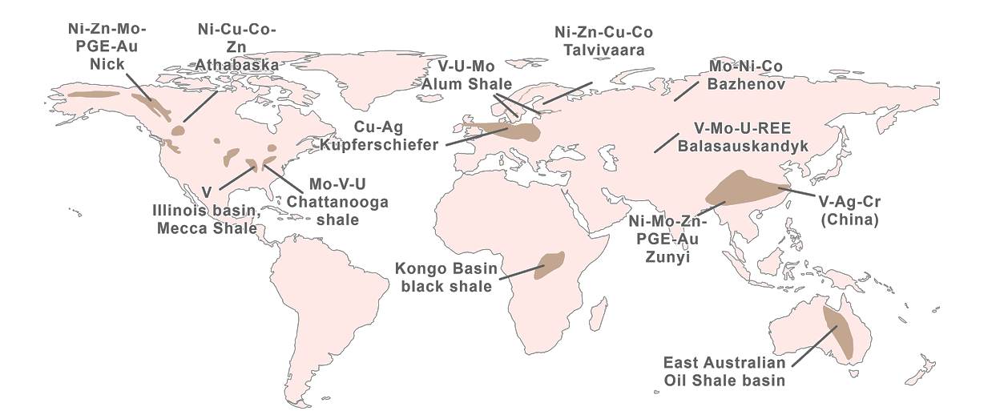 Ni-Zn-Mo-
PGE-Au
Nick
Ni-Cu-Co-
Zn
Athabaska
V-U-Mo
Alum Shale
Ni-Zn-Cu-Co
Talvivaara
Mo-Ni-Co
Bazhenov
Cu-Ag
Kupferschiefer
V-Mo-U-REE
Balasauskandyk
V
Illinois basin,
Mecca Shale
Mo-V-U
Chattanooga
shale
Ni-Mo-Zn-
PGE-Au
Zunyi
V-Ag-Cr
(China)
Kongo Basin
black shale
East Australian
Oil Shale basin